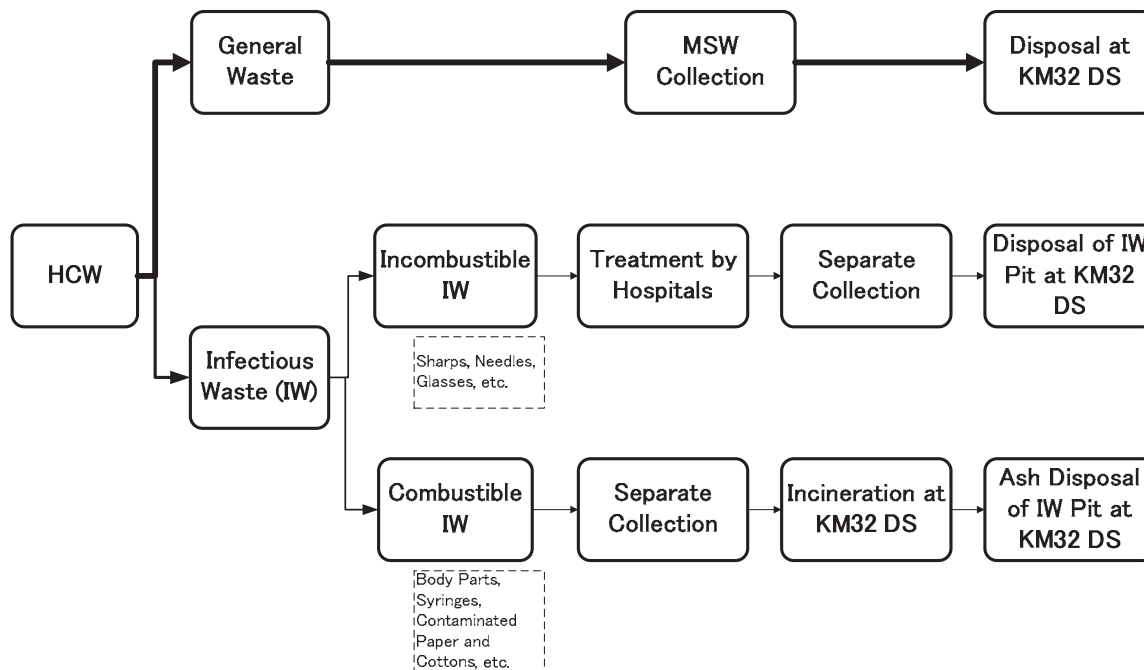 General
Waste
MSW
Collection
Disposal at
KM32 DS
HCW
Infectious
Waste (IW)
Incombustible
IW
Treatment by
Hospitals
Separate
Collection
Disposal of IW
Pit at KM32
DS
Sharps, Needles,
Glasses, etc.
Combustible
IW
Separate
Collection
Incineration at
KM32 DS
Ash Disposal
of IW Pit at
KM32 DS
Body Parts,
Syringes,
Contaminated
Paper and
Cottons, etc.